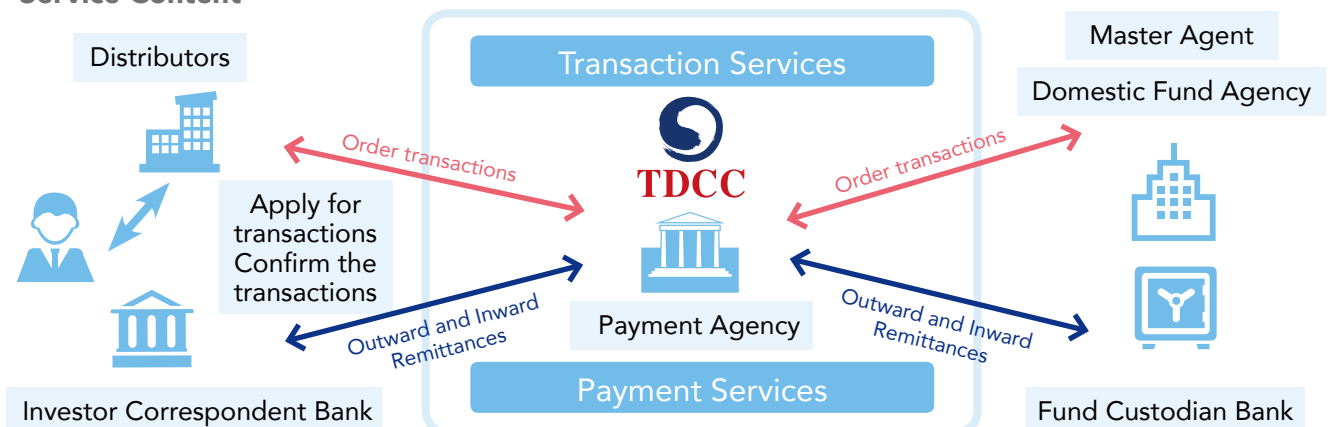 Service Content
Distributors
Transaction Services
Master Agent
Domestic Fund Agency
Order transactions
Order transactions
TDCC
Apply for
transactions
Confirm the
transactions
Outward and Inward
Remittances
Payment Agency
Outward and Inward
Remittances
Payment Services
Investor Correspondent Bank
Fund Custodian Bank